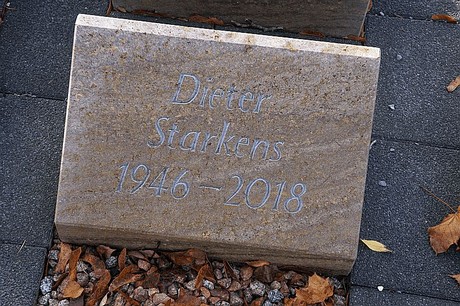 Dieter
Starkens
1946 – 2018